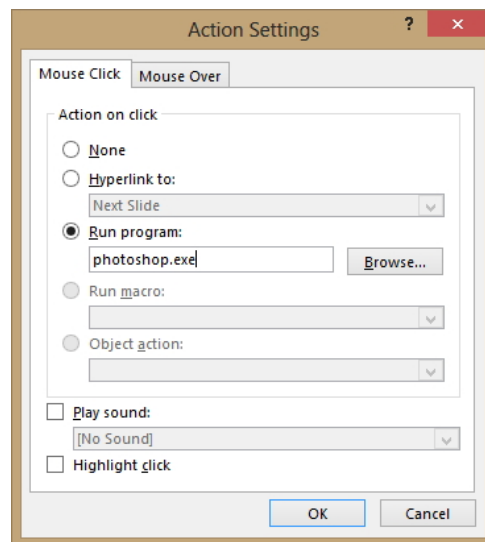 Action Settings ? ×
Mouse Click Mouse Over
Action on click
None
Hyperlink to:
Next Slide
Run program:
photoshop.exe Browse...
Run macro:
Object action:
Play sound:
[No Sound]
Highlight click
OK Cancel